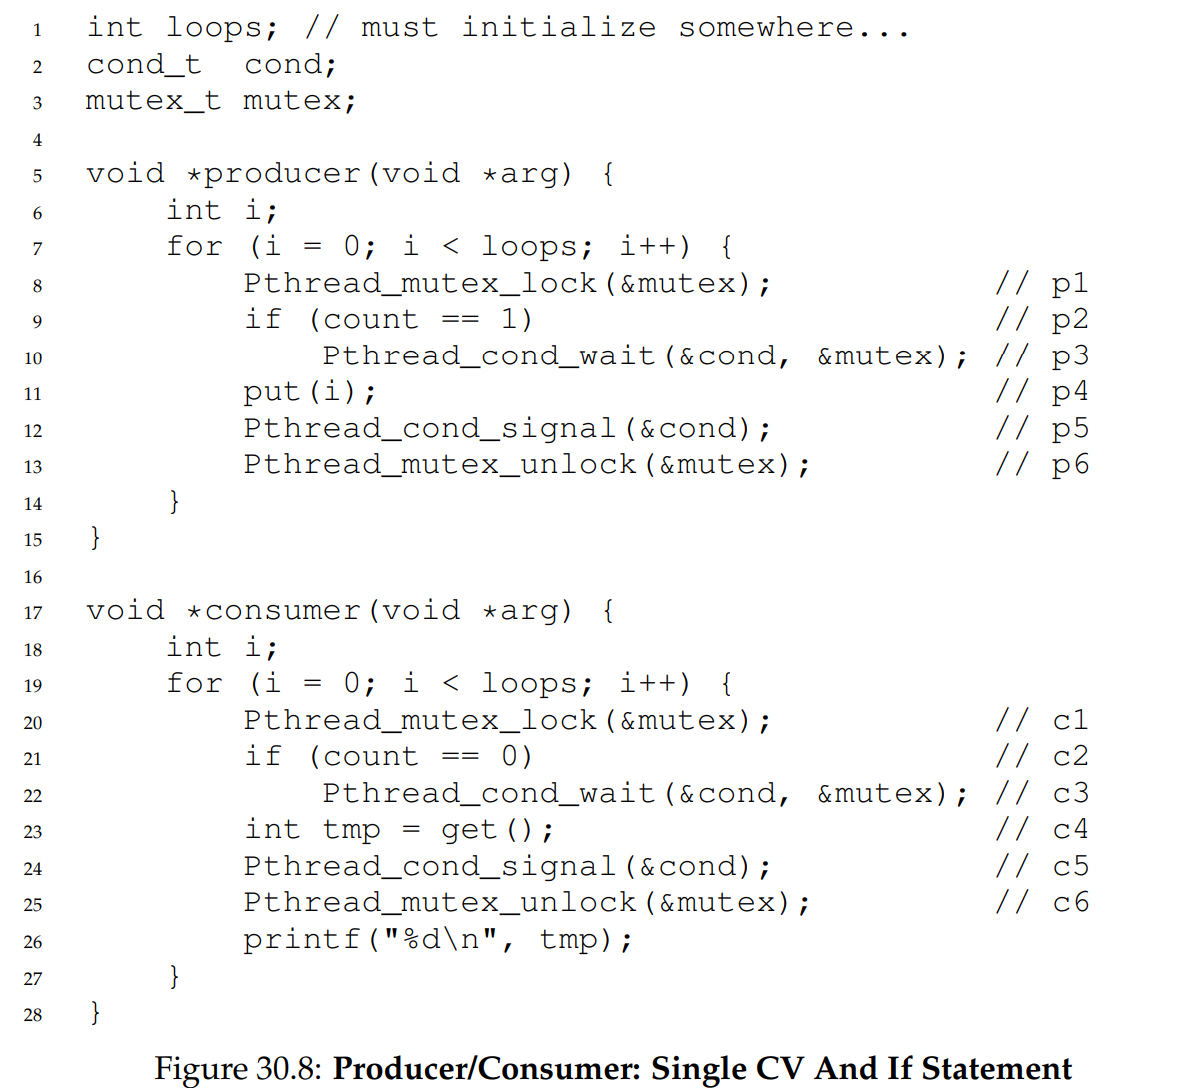 1 int loops; // must initialize somewhere...
2 cond_t  cond;
3 mutex_t mutex;
4
5 void *producer(void *arg) {
6     int i;
7     for (i = 0; i < loops; i++) {
8         Pthread_mutex_lock(&mutex);           // p1
9         if (count == 1)                       // p2
10             Pthread_cond_wait(&cond, &mutex); // p3
11         put(i);                               // p4
12         Pthread_cond_signal(&cond);           // p5
13         Pthread_mutex_unlock(&mutex);         // p6
14     }
15 }
16
17 void *consumer(void *arg) {
18     int i;
19     for (i = 0; i < loops; i++) {
20         Pthread_mutex_lock(&mutex);           // c1
21         if (count == 0)                       // c2
22             Pthread_cond_wait(&cond, &mutex); // c3
23         int tmp = get();                      // c4
24         Pthread_cond_signal(&cond);           // c5
25         Pthread_mutex_unlock(&mutex);         // c6
26         printf("%d\n", tmp);
27     }
28 }
Figure 30.8: Producer/Consumer: Single CV And If Statement